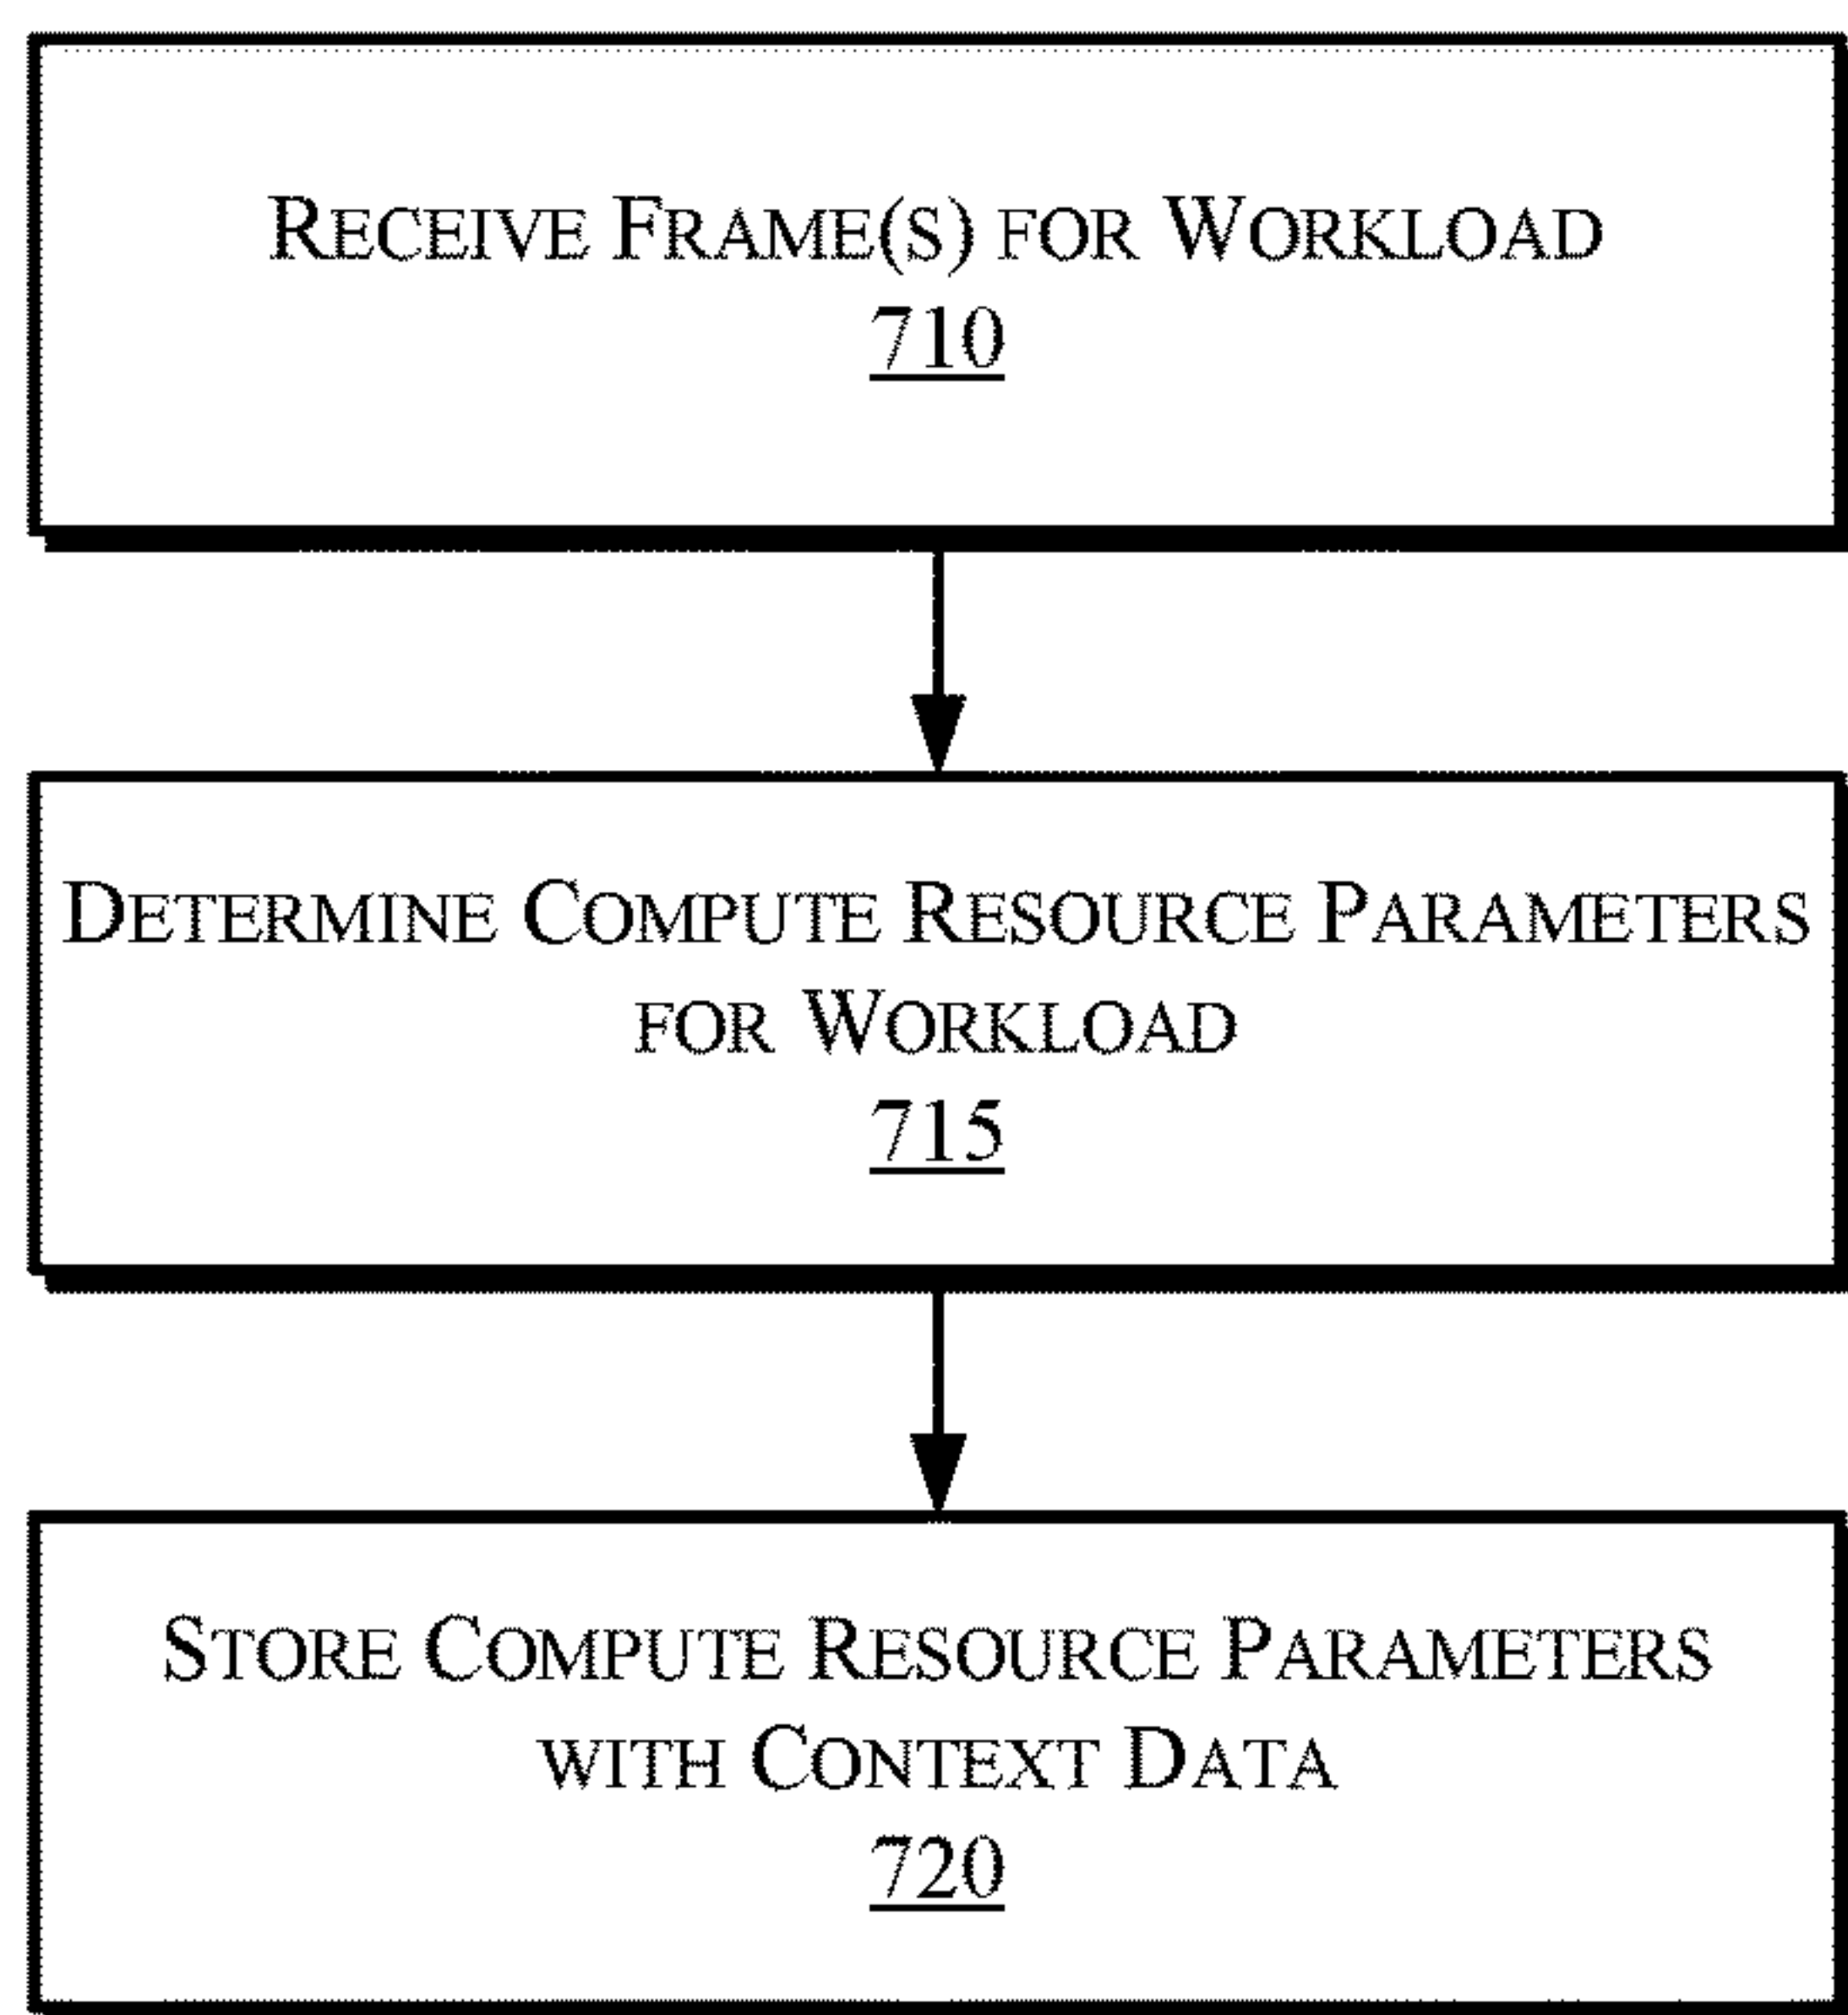 RECEIVE FRAME(S) FOR WORKLOAD
710
DETERMINE COMPUTE RESOURCE PARAMETERS
FOR WORKLOAD
715
STORE COMPUTE RESOURCE PARAMETERS
WITH CONTEXT DATA
720